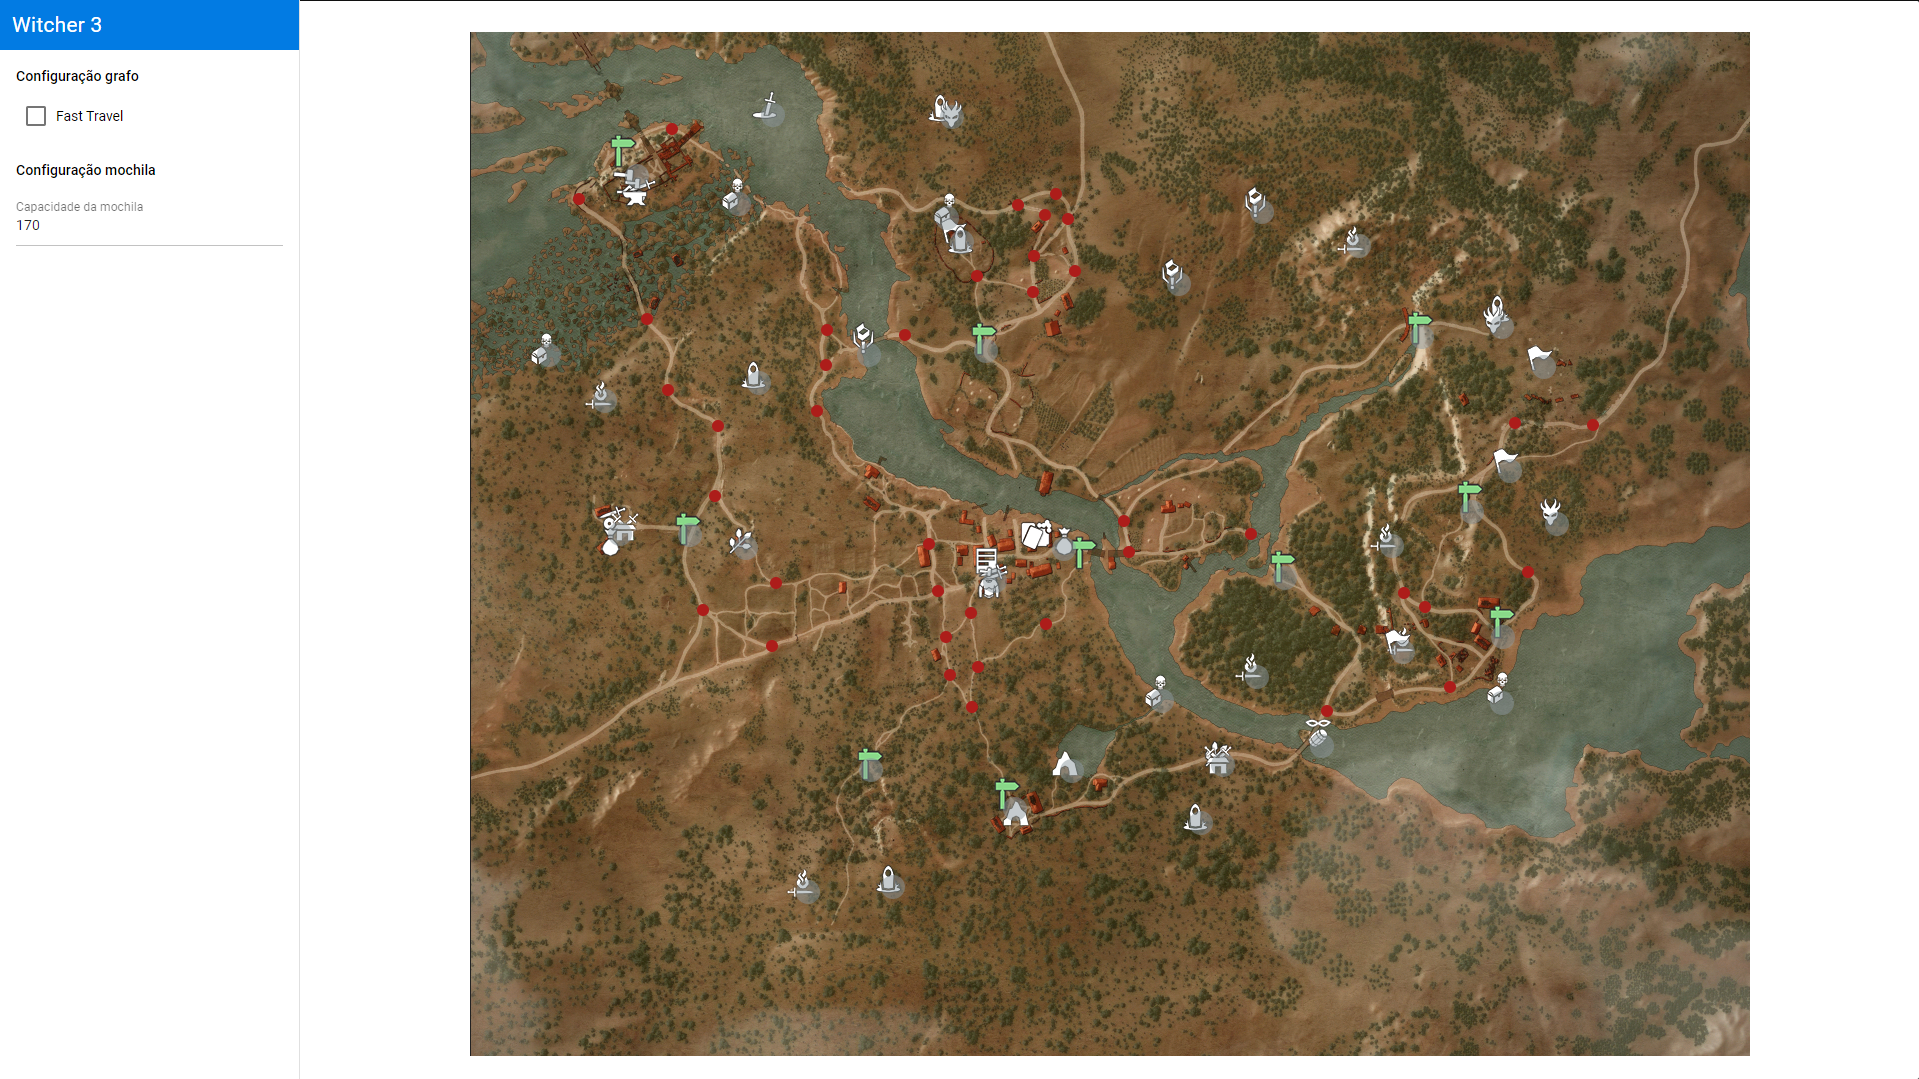 Witcher 3
Configuração grafo
Fast Travel
Configuração mochila
Capacidade da mochila
170